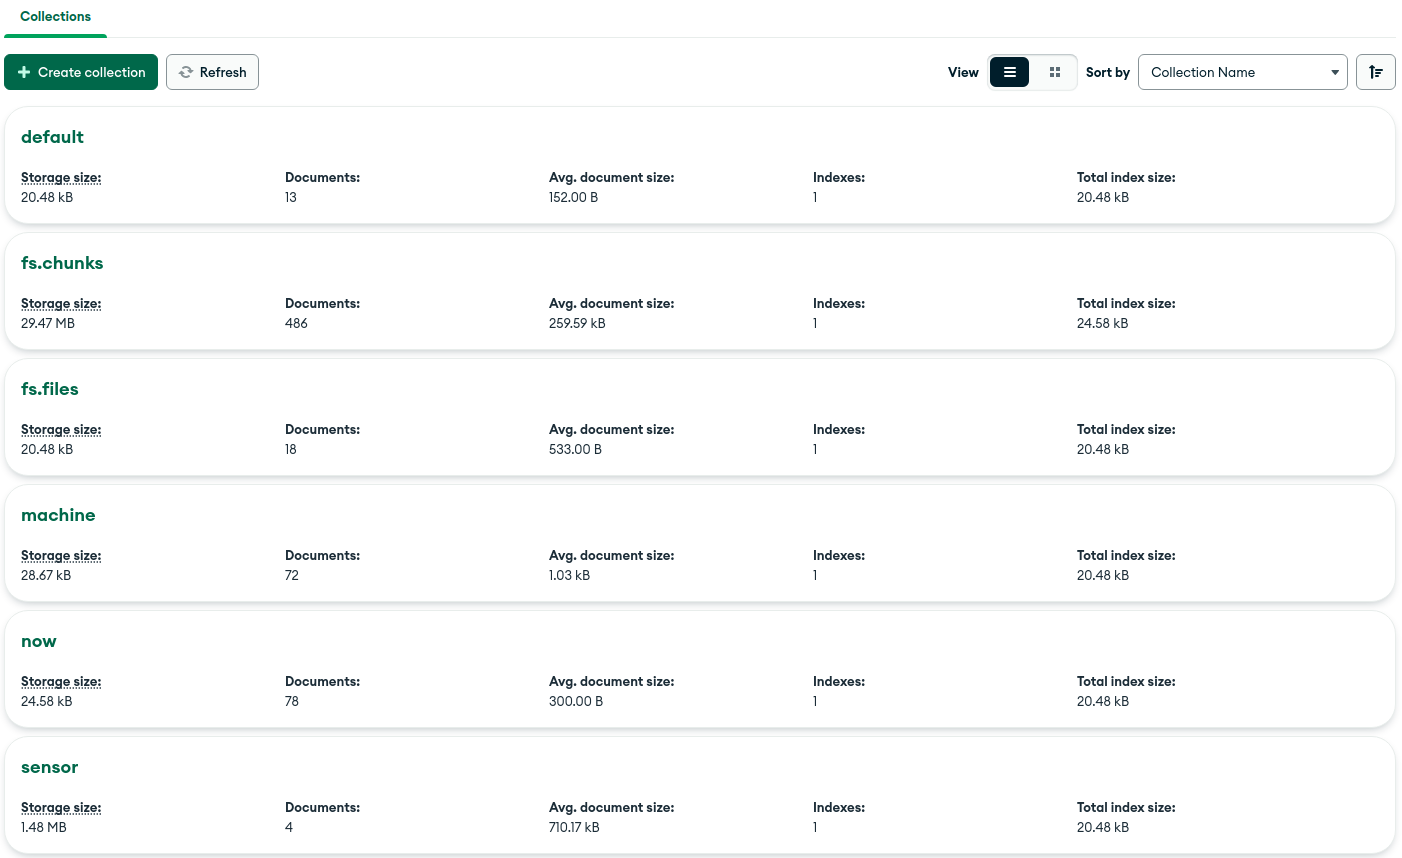 Collections
Create collection Refresh View Sort by Collection Name
default
Storage size: Documents: Avg. document size: Indexes: Total index size:
20.48 kB 13 152.00 B 1 20.48 kB
fs.chunks
Storage size: Documents: Avg. document size: Indexes: Total index size:
29.47 MB 486 259.59 kB 1 24.58 kB
fs.files
Storage size: Documents: Avg. document size: Indexes: Total index size:
20.48 kB 18 533.00 B 1 20.48 kB
machine
Storage size: Documents: Avg. document size: Indexes: Total index size:
28.67 kB 72 1.03 kB 1 20.48 kB
now
Storage size: Documents: Avg. document size: Indexes: Total index size:
24.58 kB 78 300.00 B 1 20.48 kB
sensor
Storage size: Documents: Avg. document size: Indexes: Total index size:
1.48 MB 4 710.17 kB 1 20.48 kB